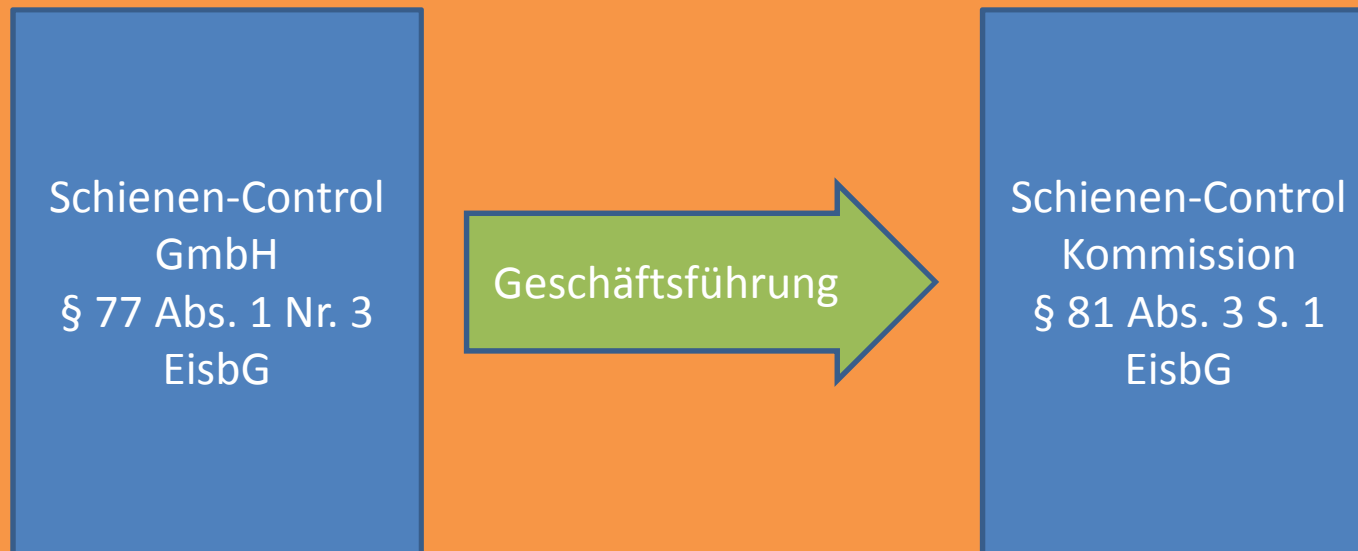 Schienen-Control
GmbH
§ 77 Abs. 1 Nr. 3
EisbG
Geschäftsführung
Schienen-Control
Kommission
§ 81 Abs. 3 S. 1
EisbG